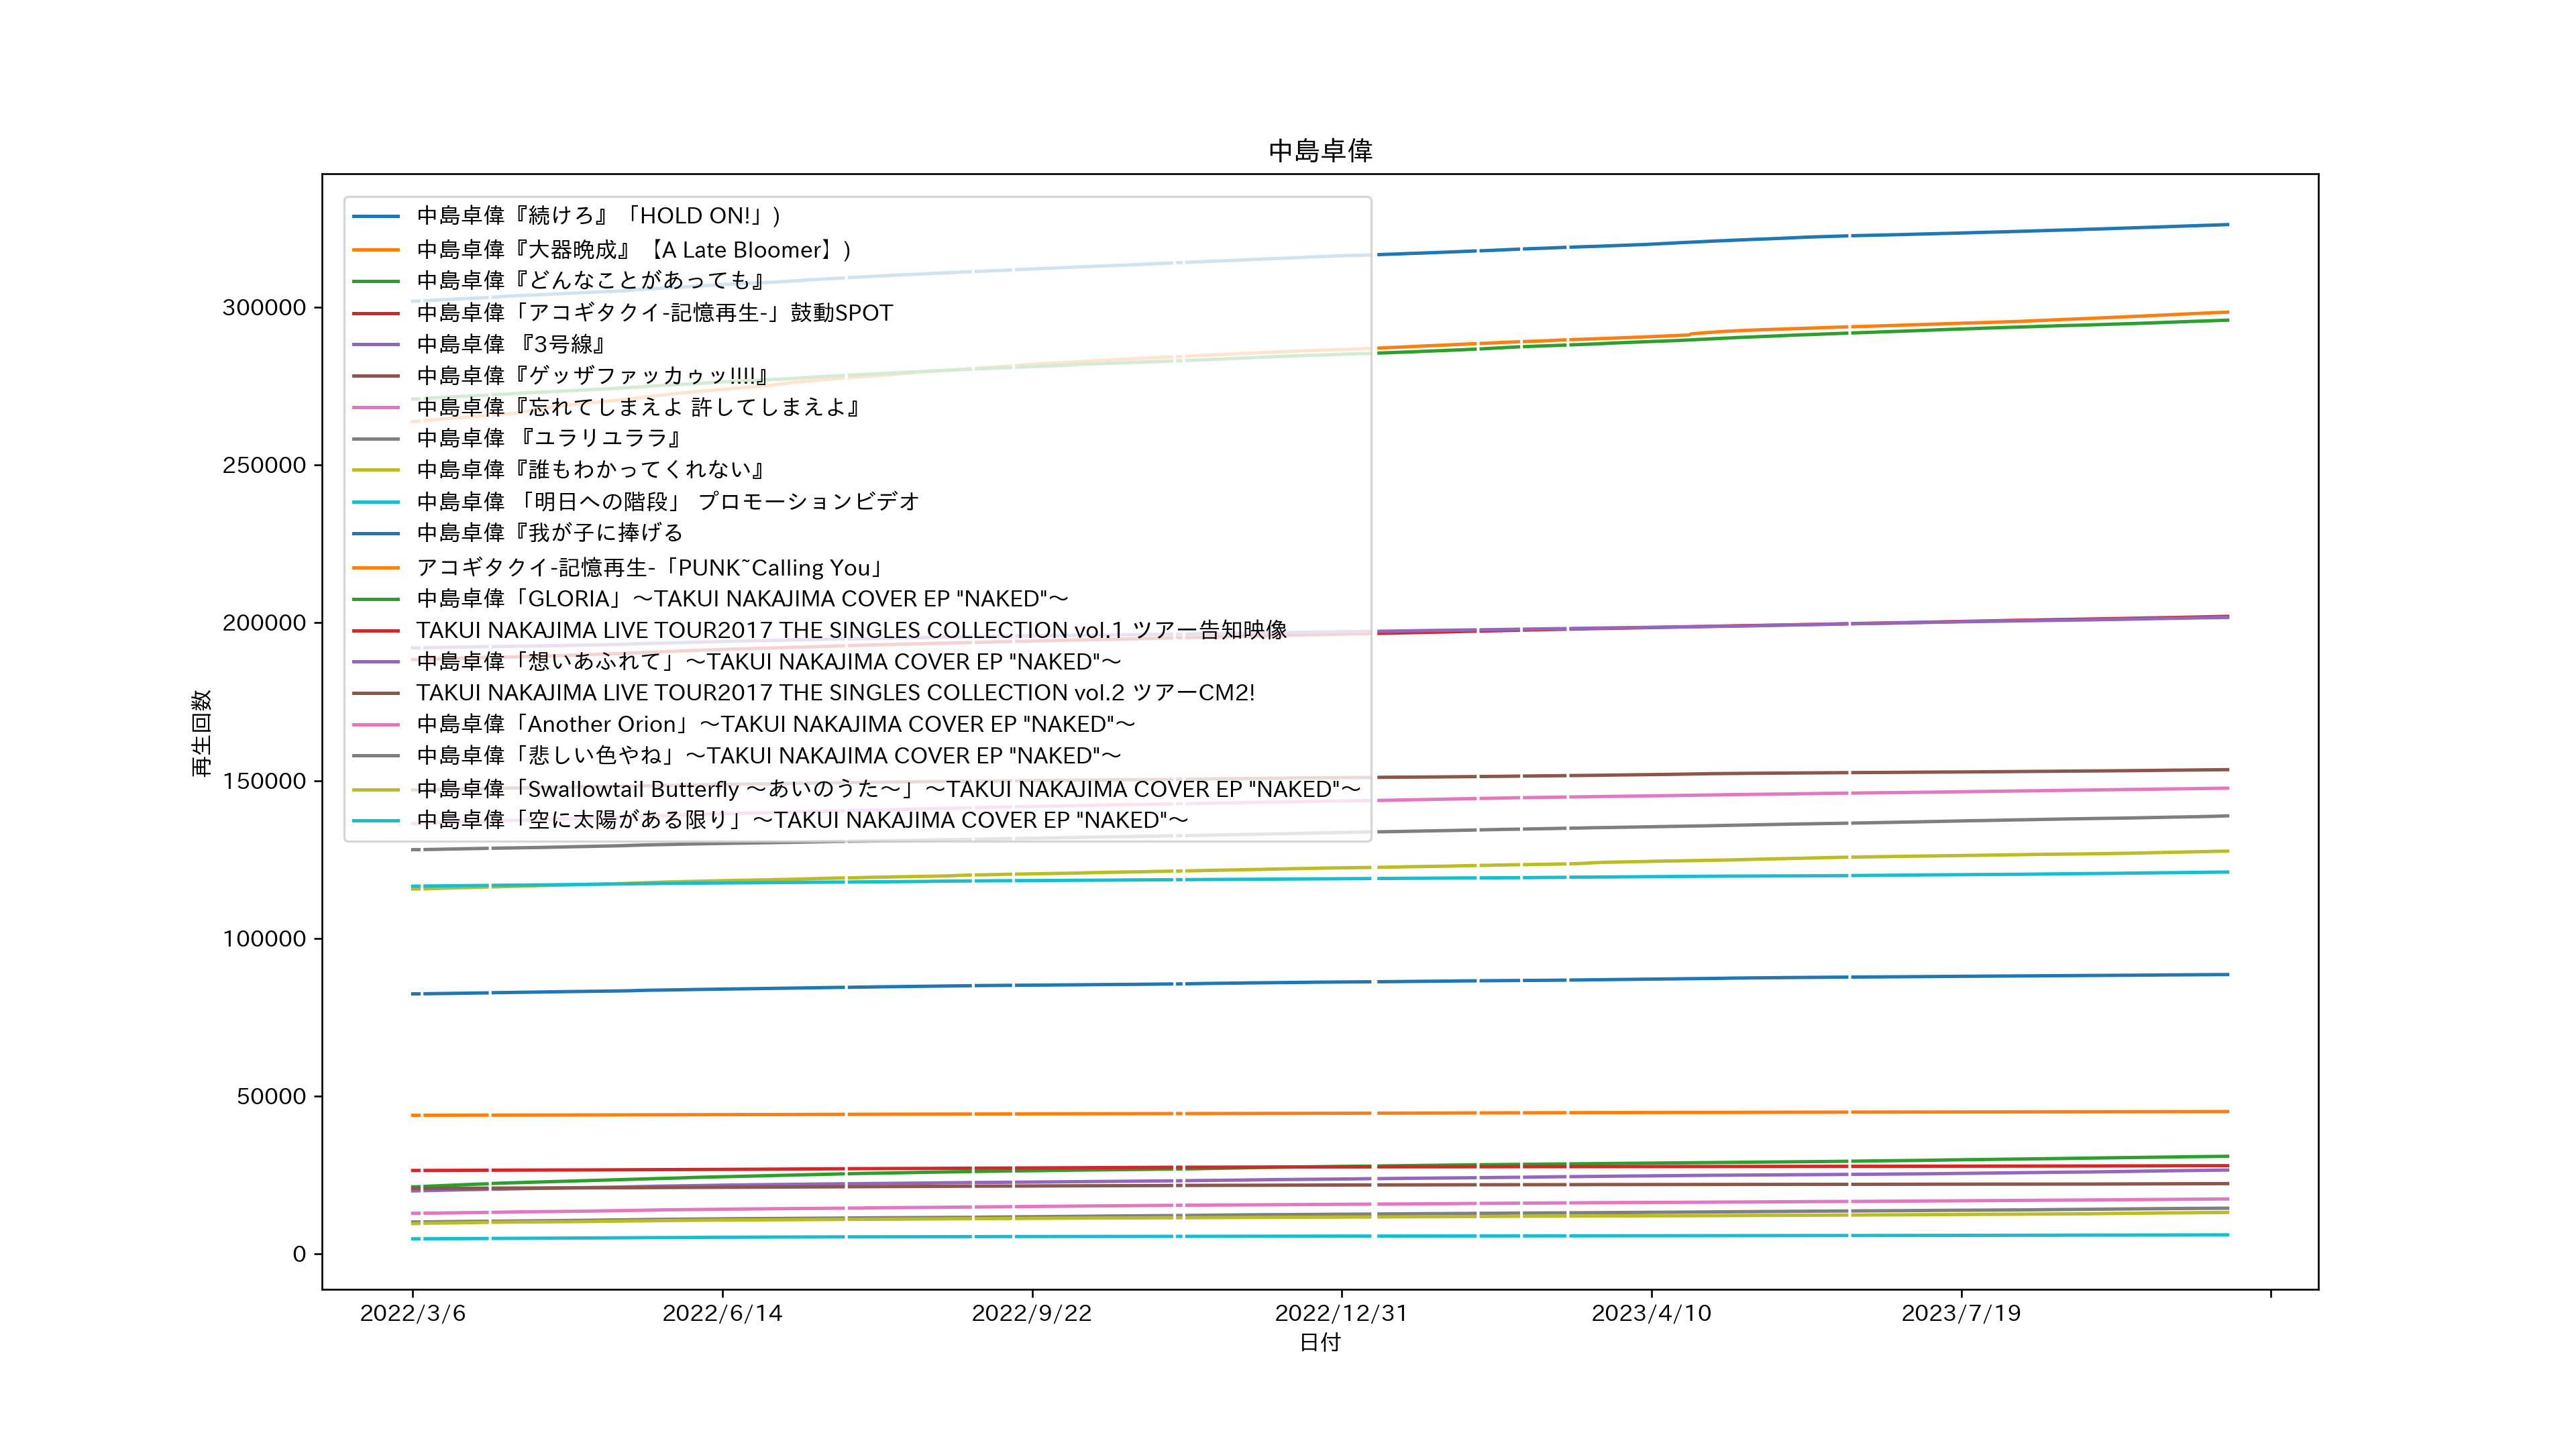 中島卓偉
中島卓偉『続けろ』「HOLD ON!」)
中島卓偉『大器晩成』【A Late Bloomer】)
中島卓偉『どんなことがあっても』
中島卓偉「アコギタクイ-記憶再生-」鼓動SPOT
中島卓偉 『3号線』
中島卓偉『ゲッザファッカゥッ!!!!』
中島卓偉『忘れてしまえよ 許してしまえよ』
中島卓偉 『ユラリユララ』
中島卓偉『誰もわかってくれない』
中島卓偉 「明日への階段」 プロモーションビデオ
中島卓偉『我が子に捧げる
アコギタクイ-記憶再生-「PUNK~Calling You」
中島卓偉「GLORIA」～TAKUI NAKAJIMA COVER EP "NAKED"～
TAKUI NAKAJIMA LIVE TOUR2017 THE SINGLES COLLECTION vol.1 ツアー告知映像
中島卓偉「想いあふれて」～TAKUI NAKAJIMA COVER EP "NAKED"～
TAKUI NAKAJIMA LIVE TOUR2017 THE SINGLES COLLECTION vol.2 ツアーCM2!
中島卓偉「Another Orion」～TAKUI NAKAJIMA COVER EP "NAKED"～
中島卓偉「悲しい色やね」～TAKUI NAKAJIMA COVER EP "NAKED"～
中島卓偉「Swallowtail Butterfly ～あいのうた～」～TAKUI NAKAJIMA COVER EP "NAKED"～
中島卓偉「空に太陽がある限り」～TAKUI NAKAJIMA COVER EP "NAKED"～
再生回数
300000
250000
200000
150000
100000
50000
0
2022/3/6
2022/6/14
2022/9/22
2022/12/31
2023/4/10
2023/7/19
日付